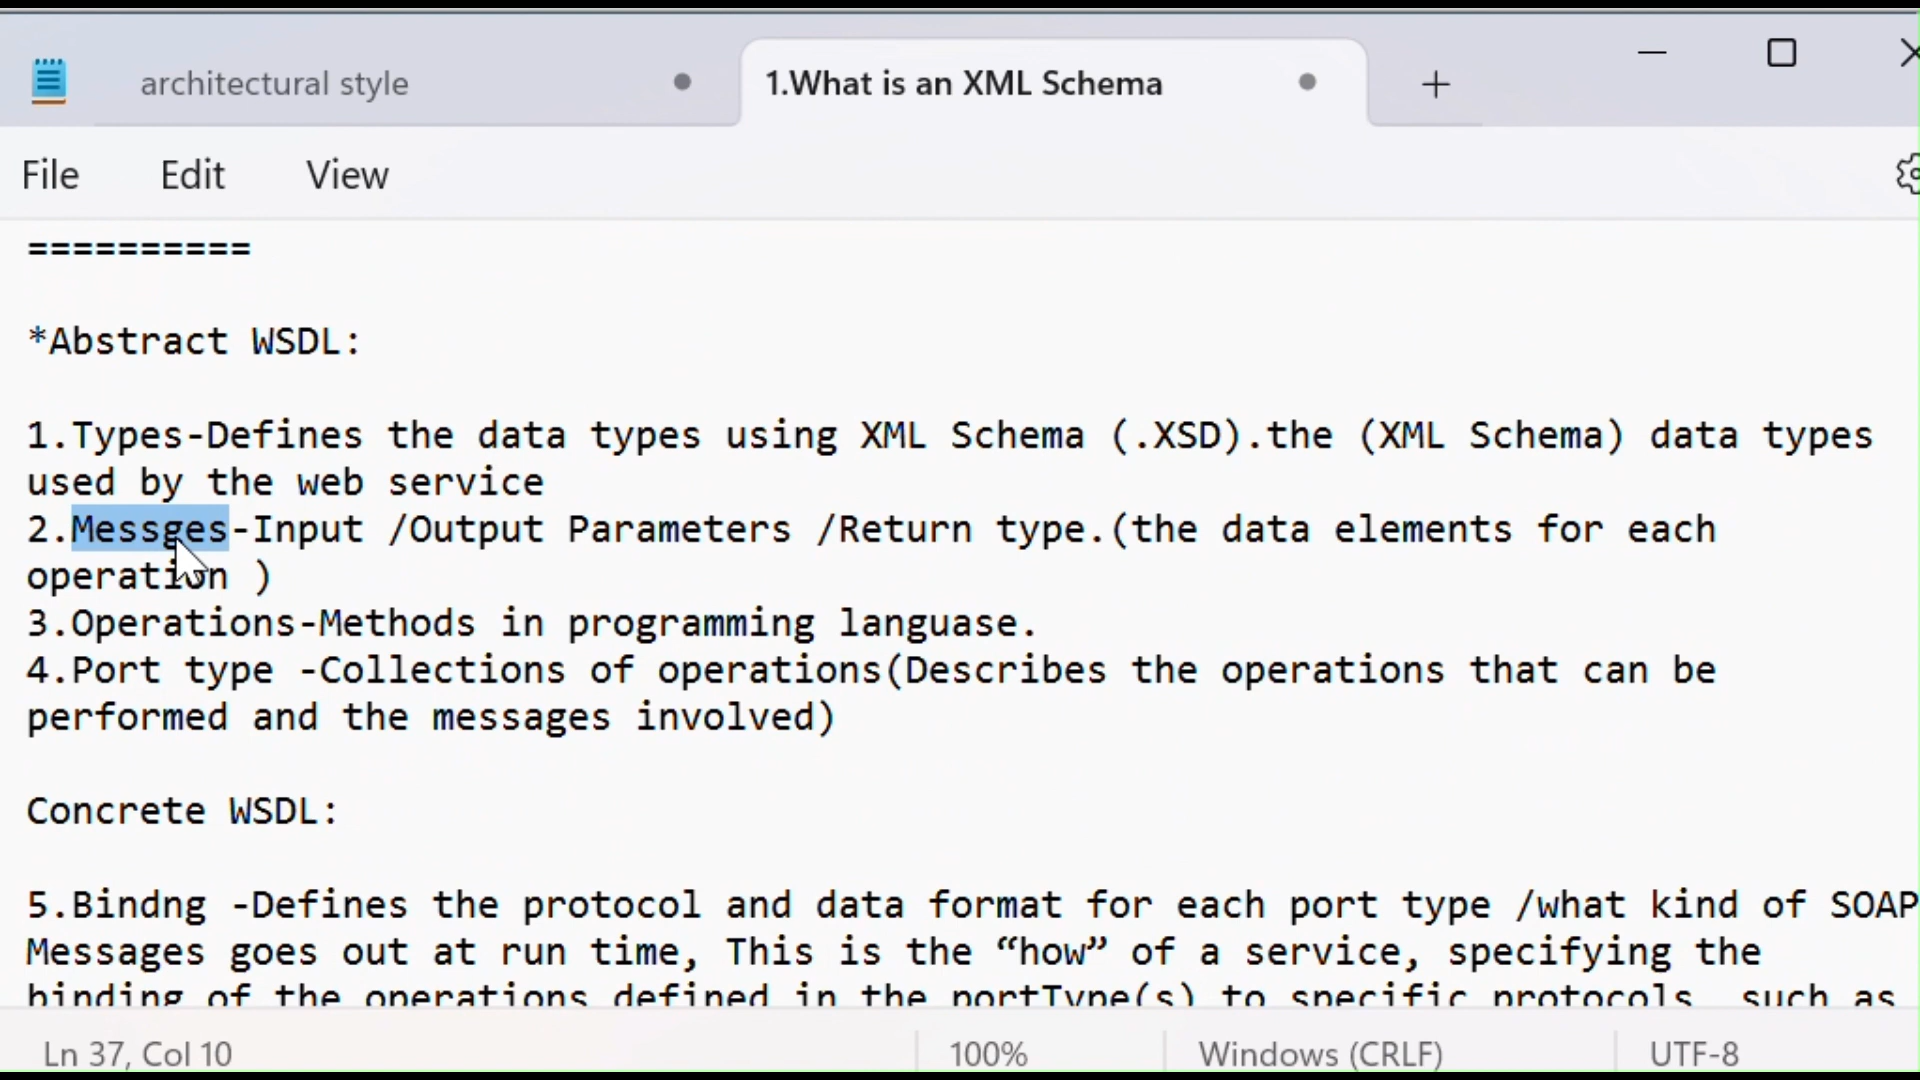 architectural style
1.What is an XML Schema
File Edit View
==========
*Abstract WSDL:
1.Types-Defines the data types using XML Schema (.XSD).the (XML Schema) data types
used by the web service
2.Messges-Input /Output Parameters /Return type.(the data elements for each
operation )
3.Operations-Methods in programming languase.
4.Port type -Collections of operations(Describes the operations that can be
performed and the messages involved)
Concrete WSDL:
5.Bindng -Defines the protocol and data format for each port type /what kind of SOAP
Messages goes out at run time, This is the “how” of a service, specifying the
binding of the operations defined in the portType(s) to specific protocols, such as
Ln 37, Col 10
100%
Windows (CRLF)
UTF-8